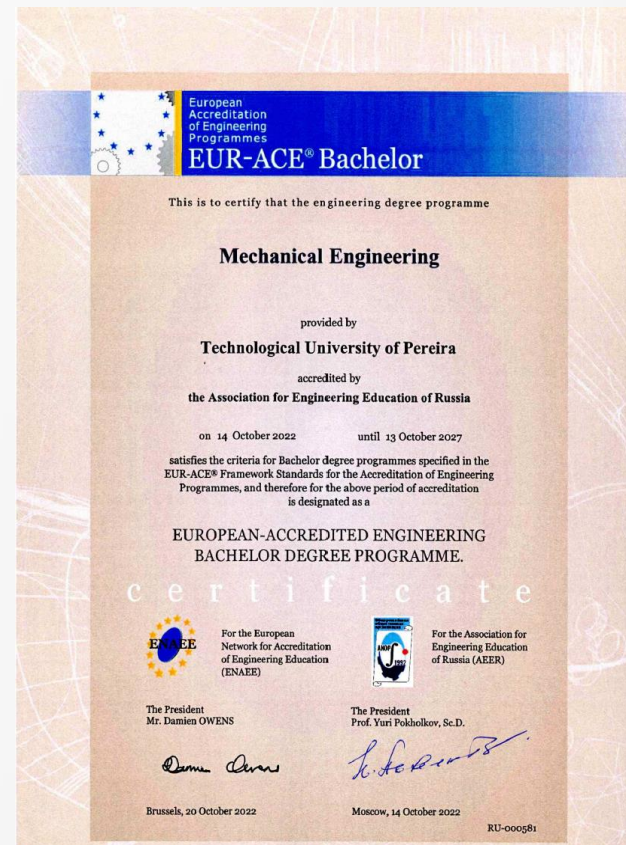 European
Accreditation
of Engineering
Programmes
EUR-ACE® Bachelor
This is to certify that the engineering degree programme
Mechanical Engineering
provided by
Technological University of Pereira
accredited by
the Association for Engineering Education of Russia
on 14 October 2022 until 13 October 2027
satisfies the criteria for Bachelor degree programmes specified in the
EUR-ACE® Framework Standards for the Accreditation of Engineering
Programmes, and therefore for the above period of accreditation
is designated as a
EUROPEAN-ACCREDITED ENGINEERING
BACHELOR DEGREE PROGRAMME.
certificate
ENAEE
For the European
Network for Accreditation
of Engineering Education
(ENAEE)
For the Association for
Engineering Education
of Russia (AEER)
The President
Mr. Damien OWENS
The President
Prof. Yuri Pokholkov, Sc.D.
Brussels, 20 October 2022
Moscow, 14 October 2022
RU-000581